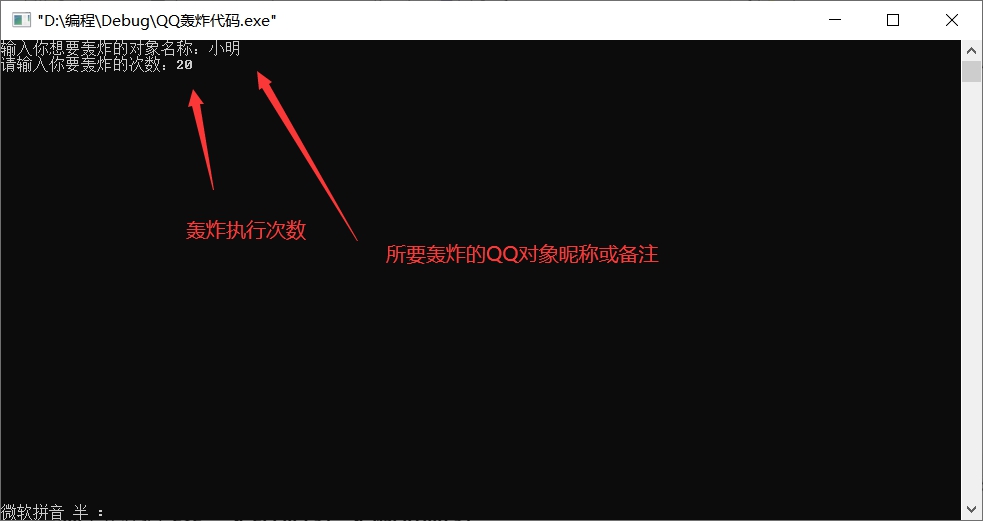 "D:\编程\Debug\QQ轰炸代码.exe"
输入你想要轰炸的对象名称：小明
请输入你要轰炸的次数：20
轰炸执行次数
所要轰炸的QQ对象昵称或备注
微软拼音 半 ：